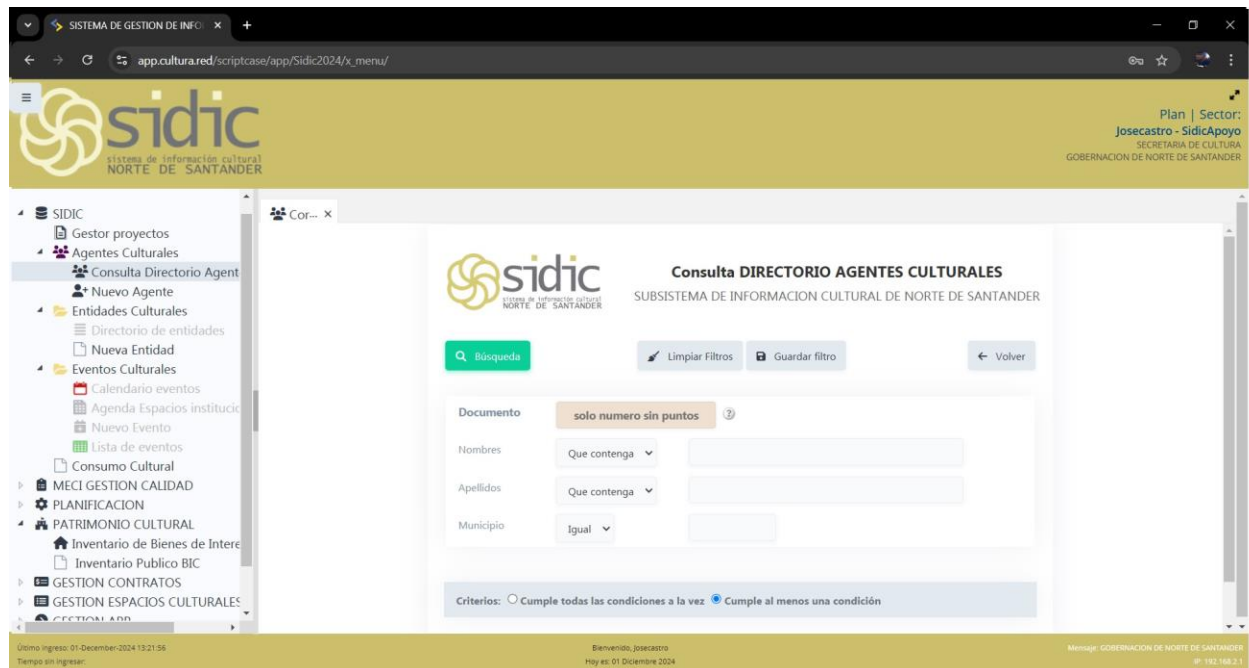 SISTEMA DE GESTION DE INFO
app.cultura.red/scriptcase/app/Sidic2024/x_menu/
sidic
sistema de información cultural
NORTE DE SANTANDER
Plan | Sector:
Josecastro - SidicApoyo
SECRETARIA DE CULTURA
GOBERNACION DE NORTE DE SANTANDER
SIDIC
Gestor proyectos
Agentes Culturales
Consulta Directorio Agent
Nuevo Agente
Entidades Culturales
Directorio de entidades
Nueva Entidad
Eventos Culturales
Calendario eventos
Agenda Espacios institucio
Nuevo Evento
Lista de eventos
Consumo Cultural
MECI GESTION CALIDAD
PLANIFICACION
PATRIMONIO CULTURAL
Inventario de Bienes de Intere
Inventario Publico BIC
GESTION CONTRATOS
GESTION ESPACIOS CULTURALES
GESTION APP
Cor...
sidic
sistema de información cultural
NORTE DE SANTANDER
Consulta DIRECTORIO AGENTES CULTURALES
SUBSISTEMA DE INFORMACION CULTURAL DE NORTE DE SANTANDER
Búsqueda
Limpiar Filtros
Guardar filtro
Volver
Documento solo numero sin puntos
Nombres Que contenga
Apellidos Que contenga
Municipio Igual
Criterios: Cumple todas las condiciones a la vez Cumple al menos una condición
Último ingreso: 01-December-2024 13:21:56
Tiempo sin ingresar:
Bienvenido, Josecastro
Hoy es: 01 Diciembre 2024
Mensaje: GOBERNACION DE NORTE DE SANTANDER
IP: 192.168.2.1